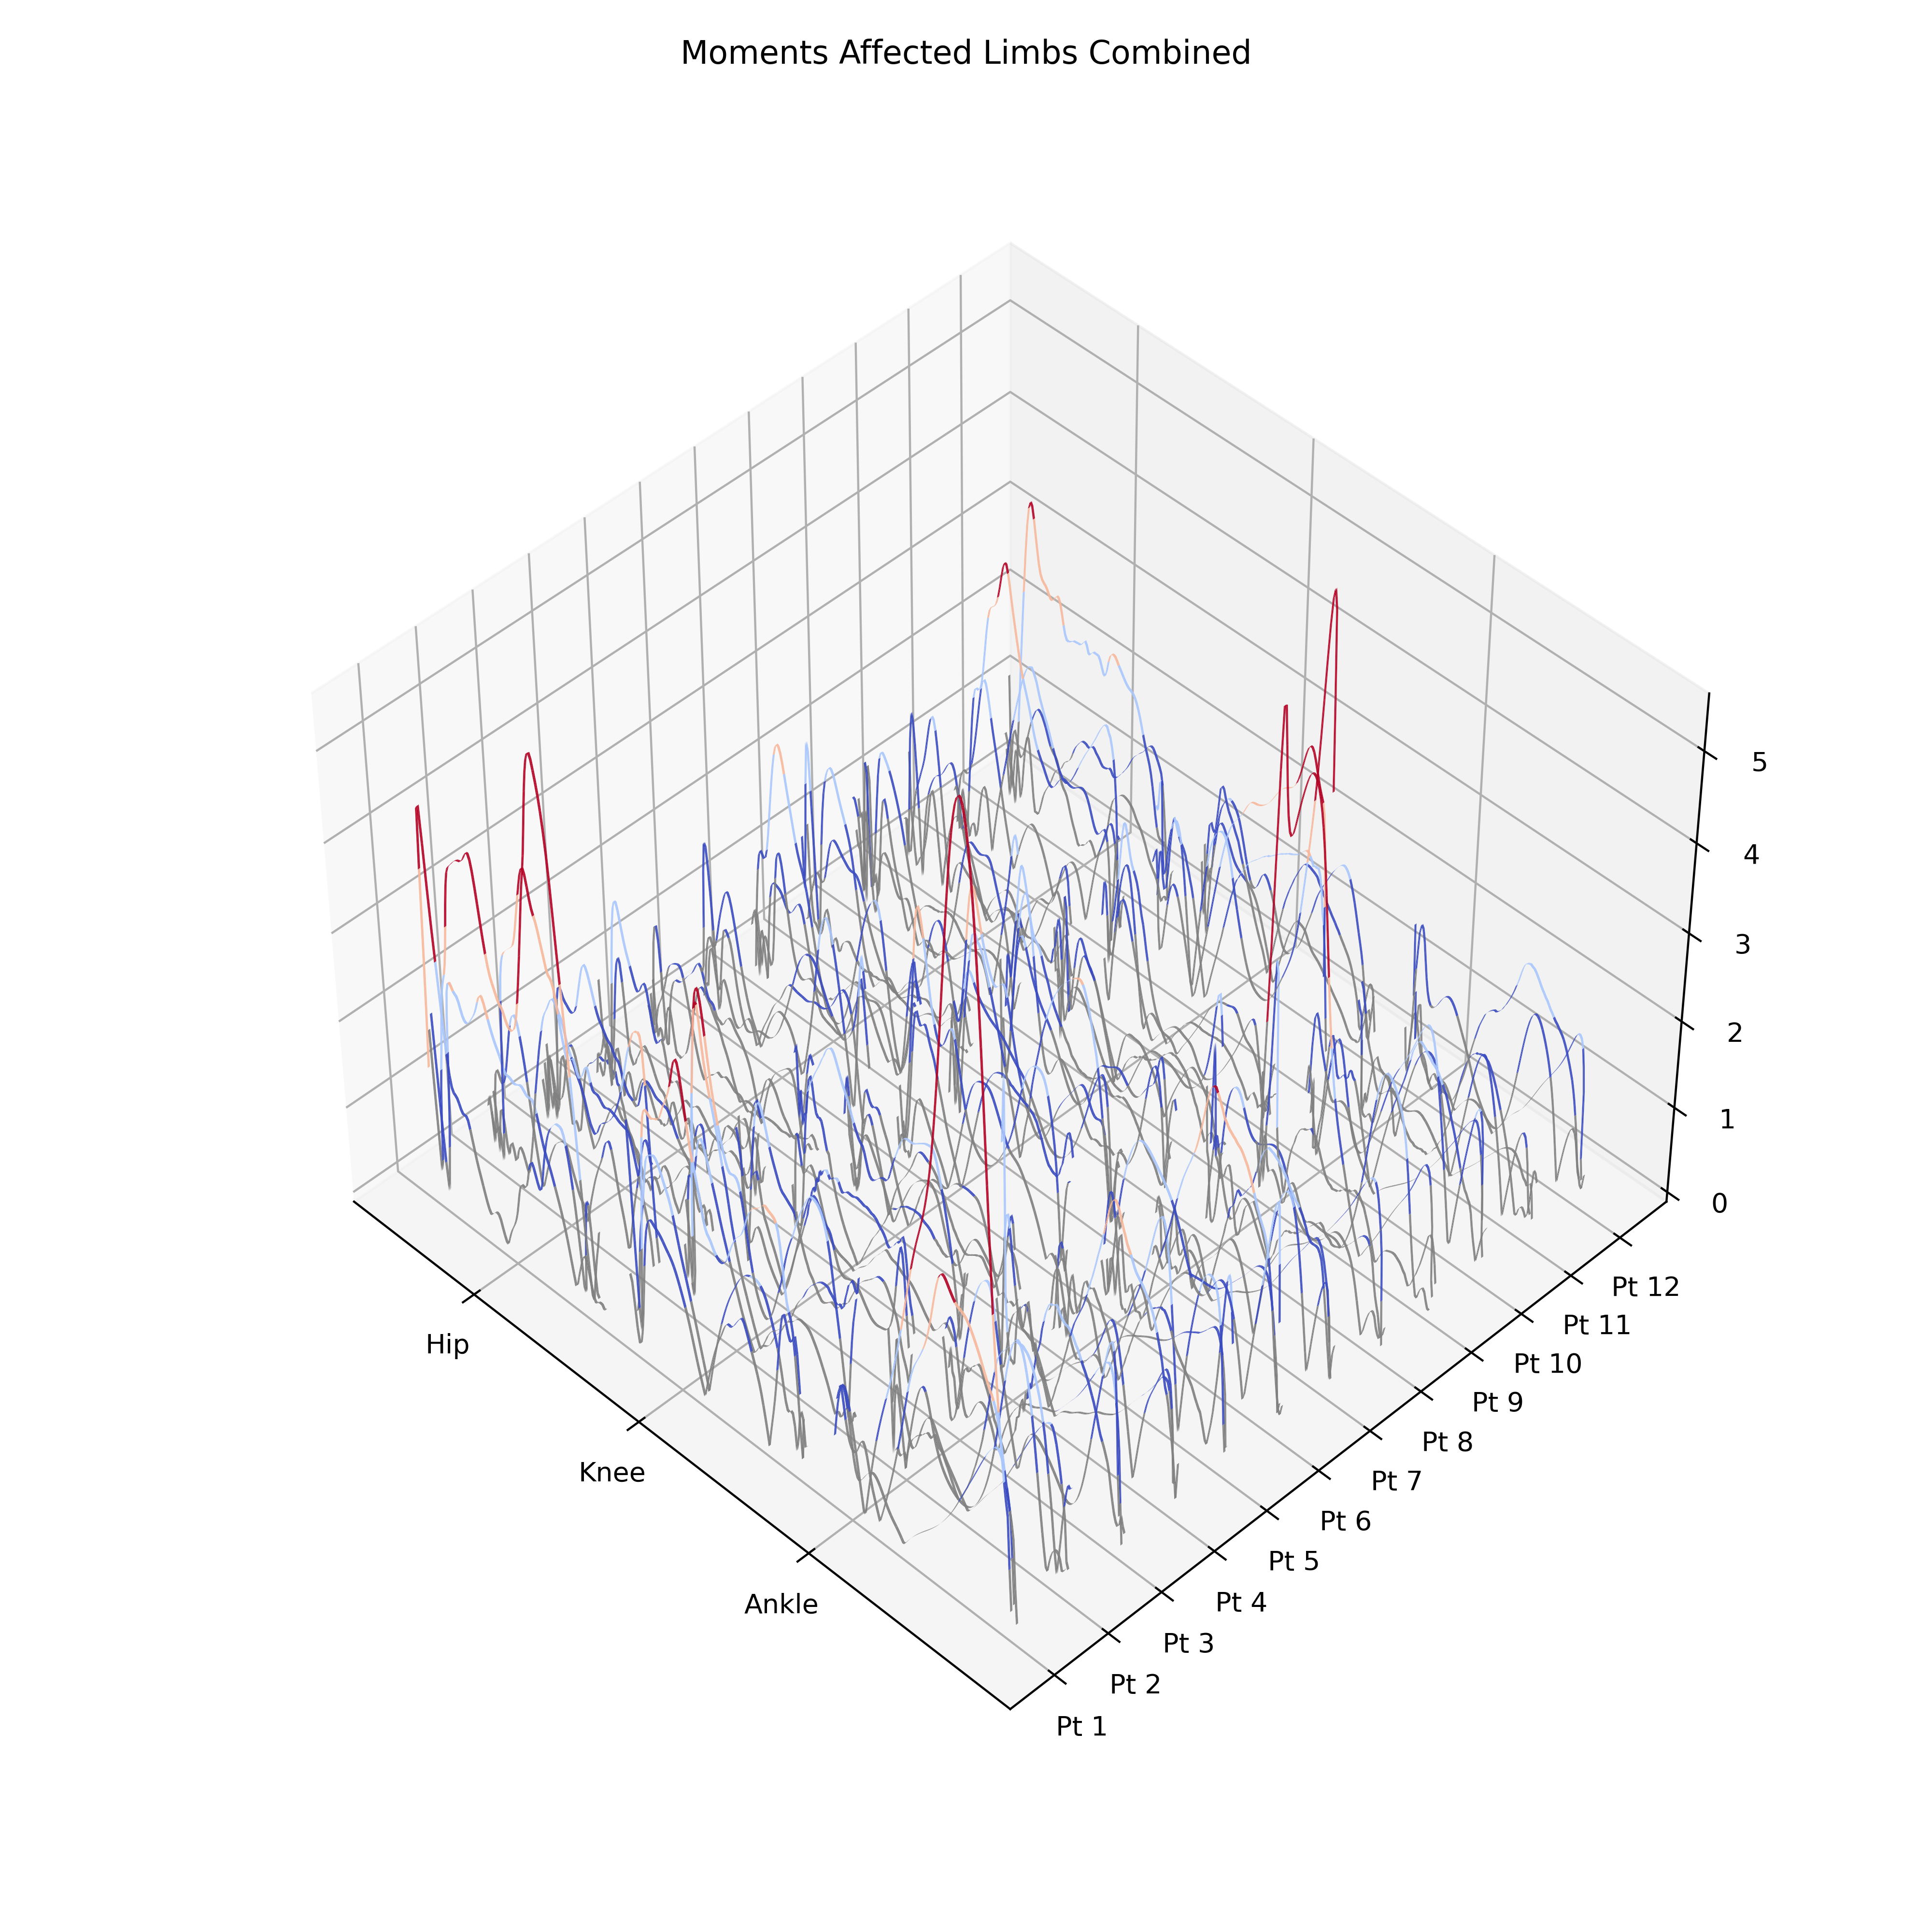 Moments Affected Limbs Combined
5
4
3
2
1
0
Hip
Knee
Ankle
Pt 12
Pt 11
Pt 10
Pt 9
Pt 8
Pt 7
Pt 6
Pt 5
Pt 4
Pt 3
Pt 2
Pt 1